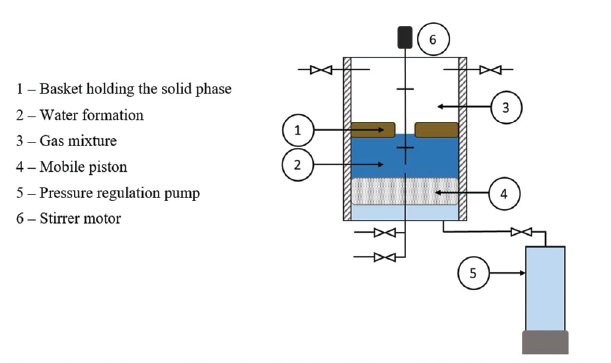 1 – Basket holding the solid phase
2 – Water formation
3 – Gas mixture
4 – Mobile piston
5 – Pressure regulation pump
6 – Stirrer motor
6
3
1
2
4
5